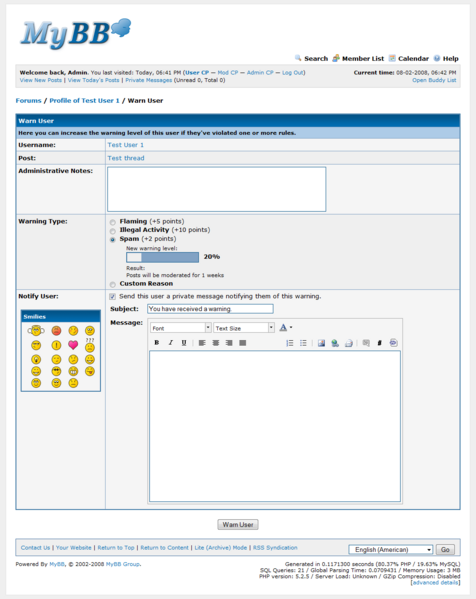 MyBB
Search Member List Calendar Help
Welcome back, Admin. You last visited: Today, 06:41 PM (User CP — Mod CP — Admin CP — Log Out)
Current time: 08-02-2008, 06:42 PM
View New Posts | View Today's Posts | Private Messages (Unread 0, Total 0)
Open Buddy List
Forums / Profile of Test User 1 / Warn User
Warn User
Here you can increase the warning level of this user if they've violated one or more rules.
Username: Test User 1
Post: Test thread
Administrative Notes:
Warning Type:
Flaming (+5 points)
Illegal Activity (+10 points)
Spam (+2 points)
New warning level:
20%
Result:
Posts will be moderated for 1 weeks
Custom Reason
Notify User:
Send this user a private message notifying them of this warning.
Smilies
???
Subject: You have received a warning.
Message:
Font Text Size A
B I U
Warn User
Contact Us | Your Website | Return to Top | Return to Content | Lite (Archive) Mode | RSS Syndication
English (American) Go
Powered By MyBB, © 2002-2008 MyBB Group.
Generated in 0.1171300 seconds (80.37% PHP / 19.63% MySQL)
SQL Queries: 21 / Global Parsing Time: 0.0709431 / Memory Usage: 3 MB
PHP version: 5.2.5 / Server Load: Unknown / GZip Compression: Disabled
[advanced details]